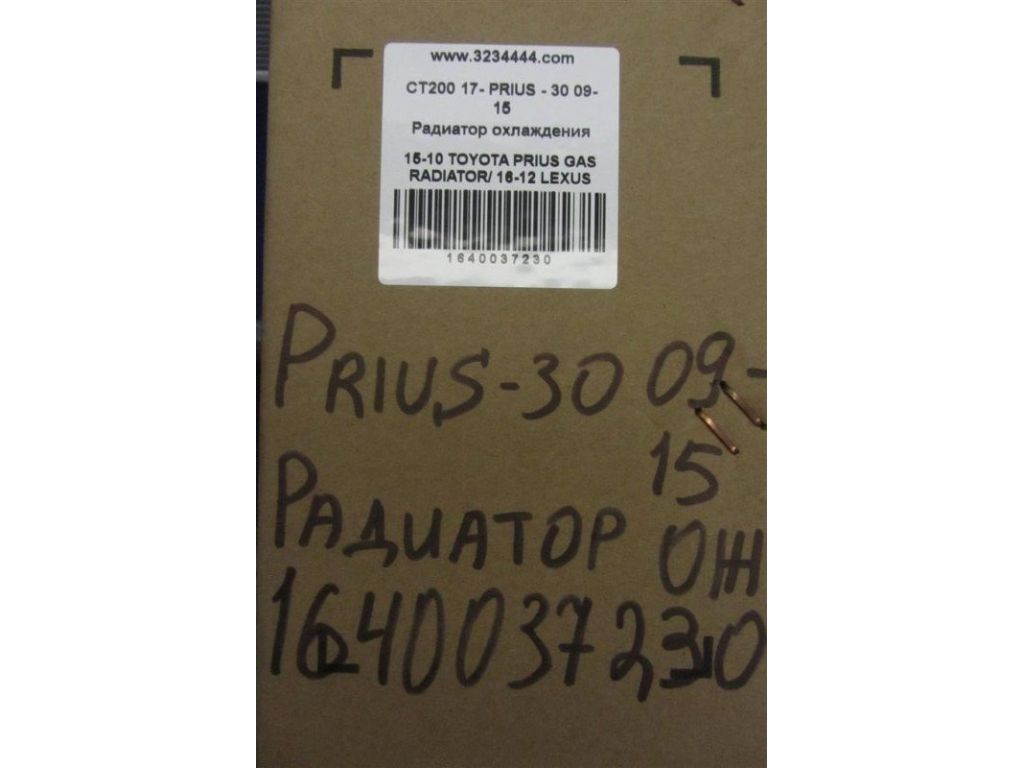 www.3234444.com
CT200 17- PRIUS - 30 09-
15
Радиатор охлаждения
15-10 TOYOTA PRIUS GAS
RADIATOR/ 16-12 LEXUS
1640037230
PRIUS-30 09-
15
РАДИАТОР ОЖ
1640037230